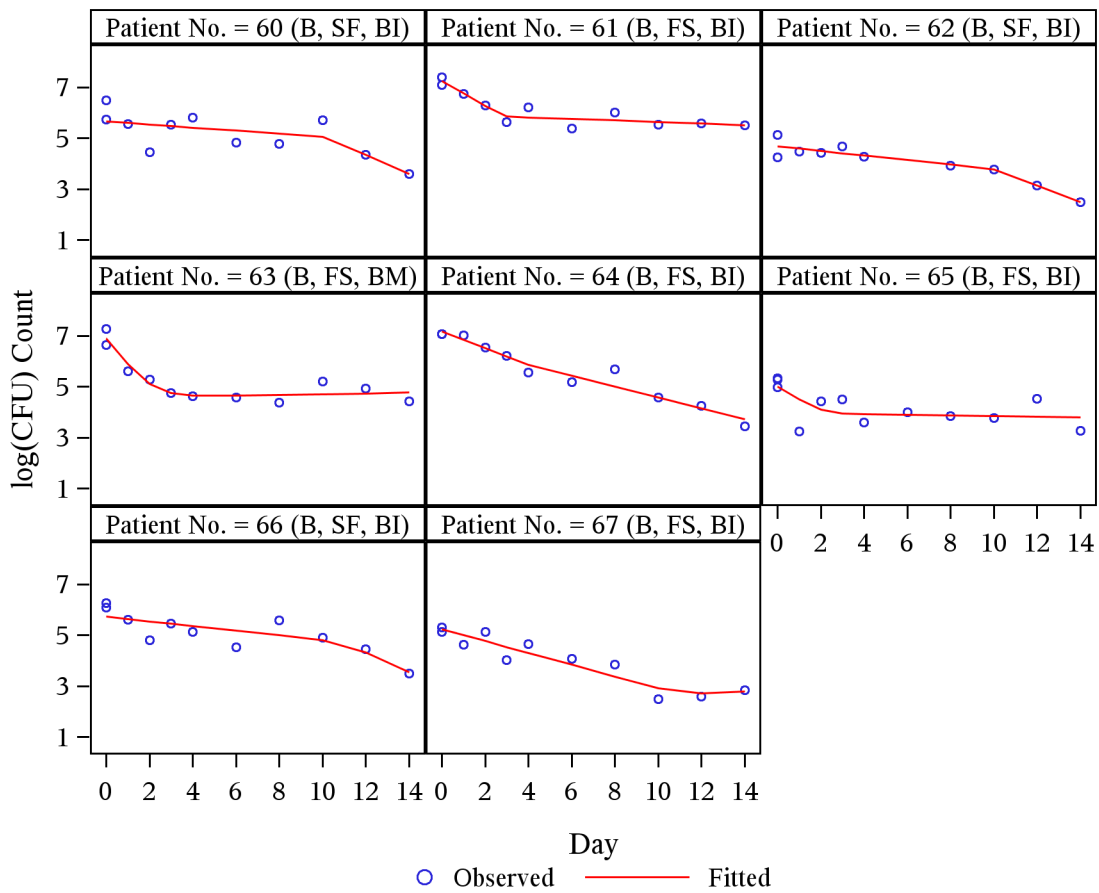 Patient No. = 60 (B, SF, BI) Patient No. = 61 (B, FS, BI) Patient No. = 62 (B, SF, BI)
7
5
3
1
Patient No. = 63 (B, FS, BM) Patient No. = 64 (B, FS, BI) Patient No. = 65 (B, FS, BI)
log(CFU) Count
7
5
3
1
0 2 4 6 8 10 12 14
Patient No. = 66 (B, SF, BI) Patient No. = 67 (B, FS, BI)
7
5
3
1
0 2 4 6 8 10 12 14 0 2 4 6 8 10 12 14
Day
Observed Fitted